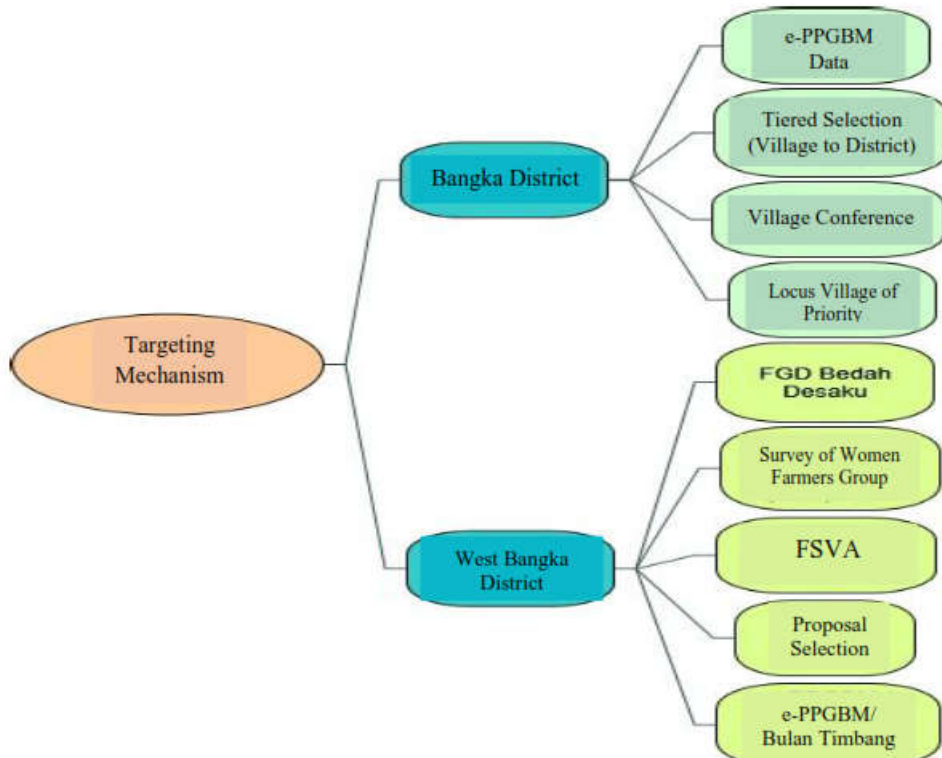 Targeting
Mechanism
Bangka District
e-PPGBM
Data
Tiered Selection
(Village to District)
Village Conference
Locus Village of
Priority
West Bangka
District
FGD Bedah
Desaku
Survey of Women
Farmers Group
FSVA
Proposal
Selection
e-PPGBM/
Bulan Timbang